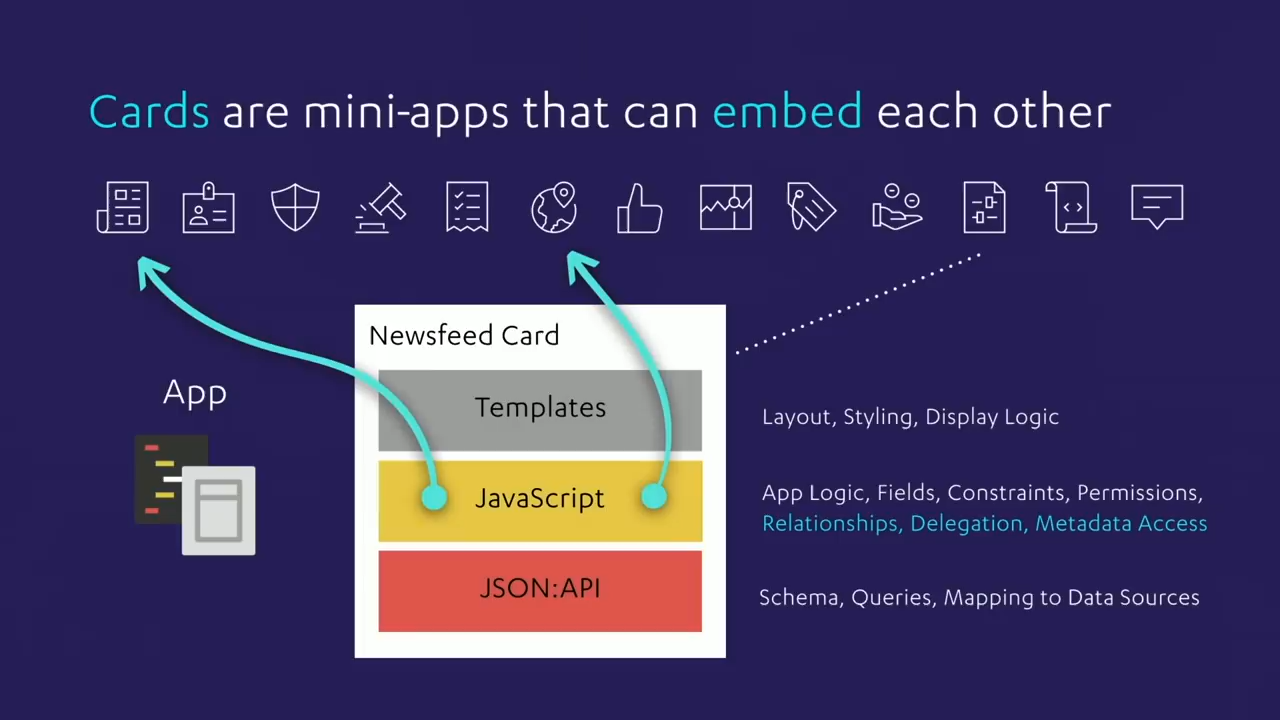 Cards are mini-apps that can embed each other
Newsfeed Card
App
Templates
Layout, Styling, Display Logic
JavaScript
App Logic, Fields, Constraints, Permissions,
Relationships, Delegation, Metadata Access
JSON:API
Schema, Queries, Mapping to Data Sources